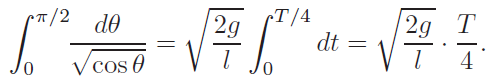 ∫₀^{π/2} dθ/√(cos θ) = √(2g/l) ∫₀^{T/4} dt = √(2g/l) · T/4.